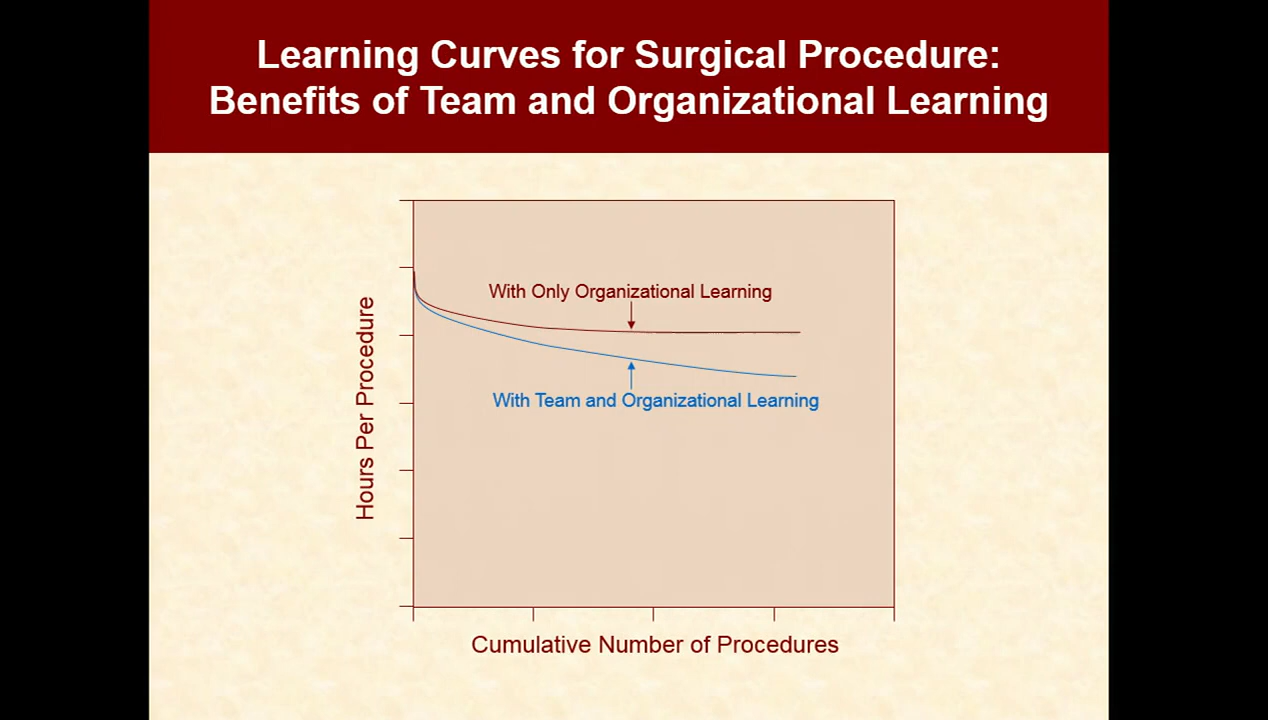 Learning Curves for Surgical Procedure:
Benefits of Team and Organizational Learning
With Only Organizational Learning
Hours Per Procedure
With Team and Organizational Learning
Cumulative Number of Procedures